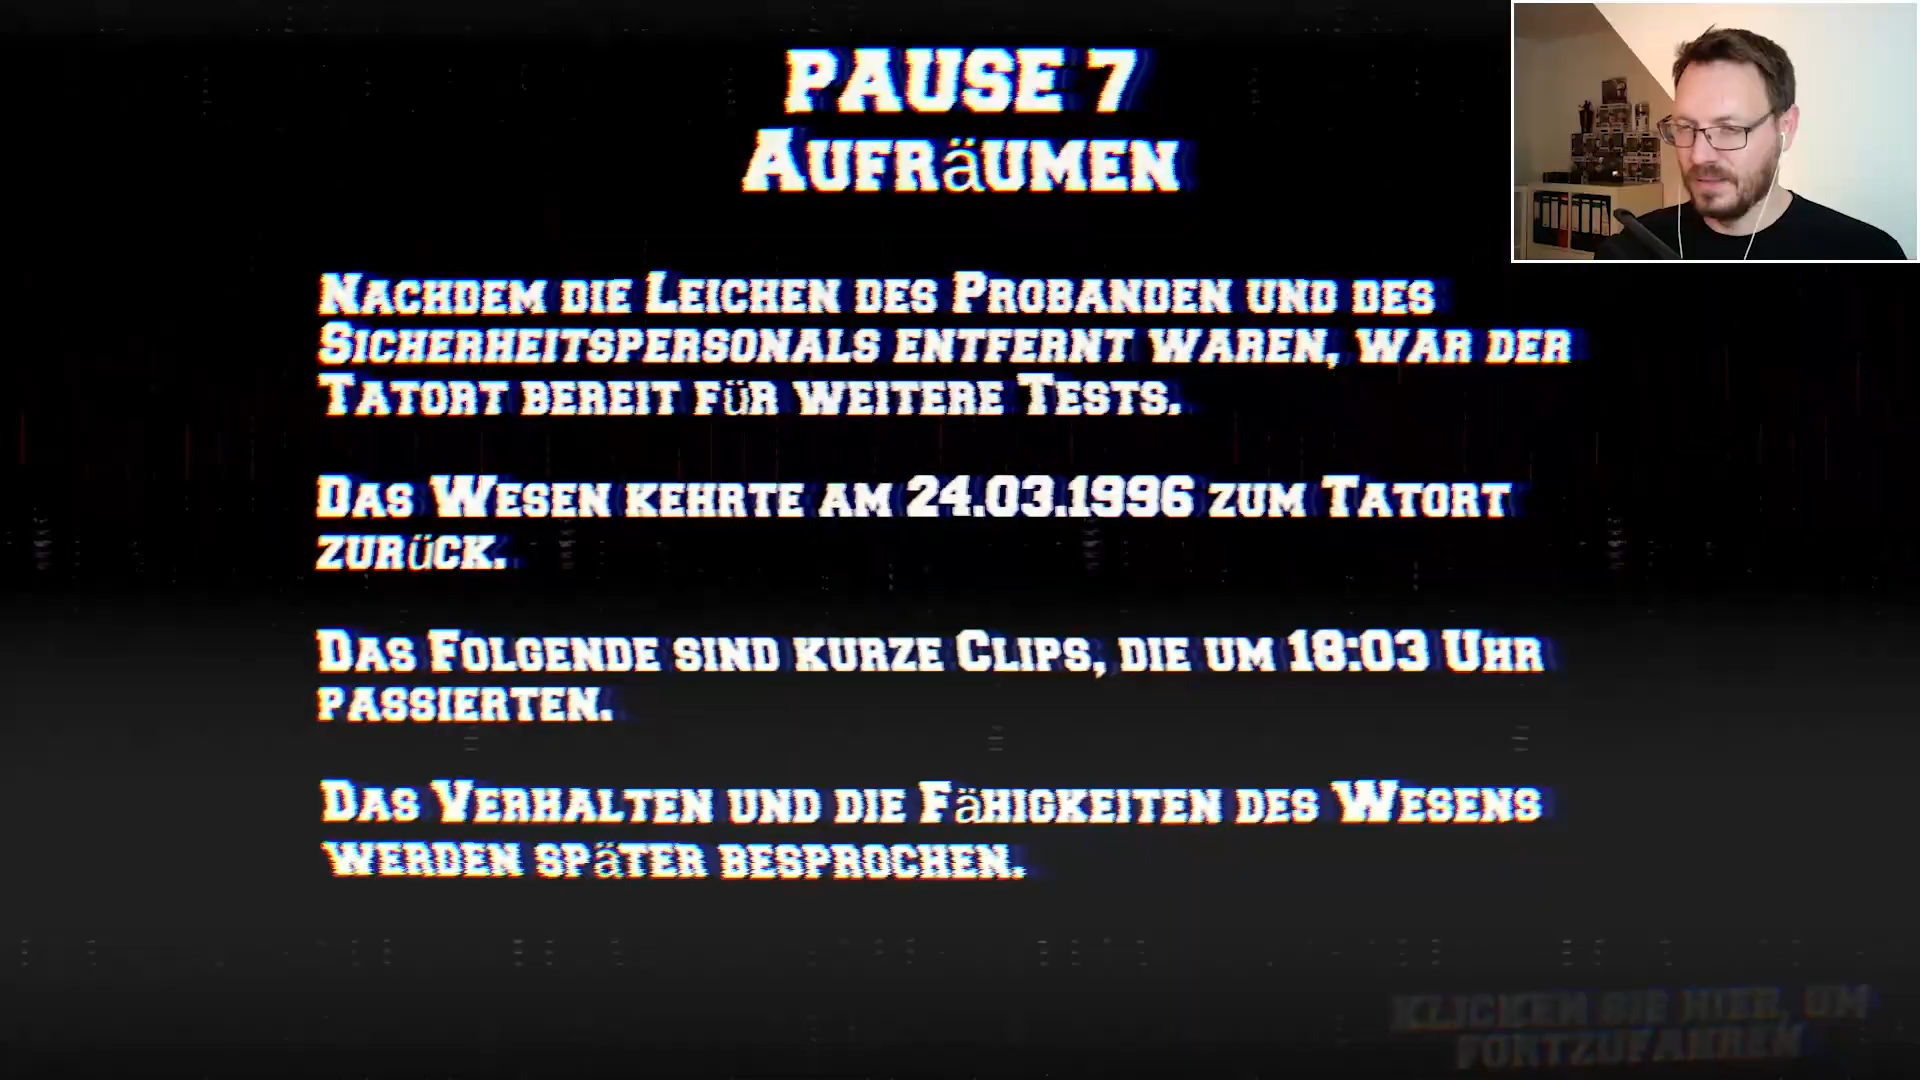 PAUSE 7
AUFRäUMEN
NACHDEM DIE LEICHEN DES PROBANDEN UND DES
SICHERHEITSPERSONALS ENTFERNT WAREN, WAR DER
TATORT BEREIT FüR WEITERE TESTS.
DAS WESEN KEHRTE AM 24.03.1996 ZUM TATORT
ZURüCK.
DAS FOLGENDE SIND KURZE CLIPS, DIE UM 18:03 UHR
PASSIERTEN.
DAS VERHALTEN UND DIE FäHIGKEITEN DES WESENS
WERDEN SPäTER BESPROCHEN.
KLICKEN SIE HIER, UM
FORTZUFAHREN